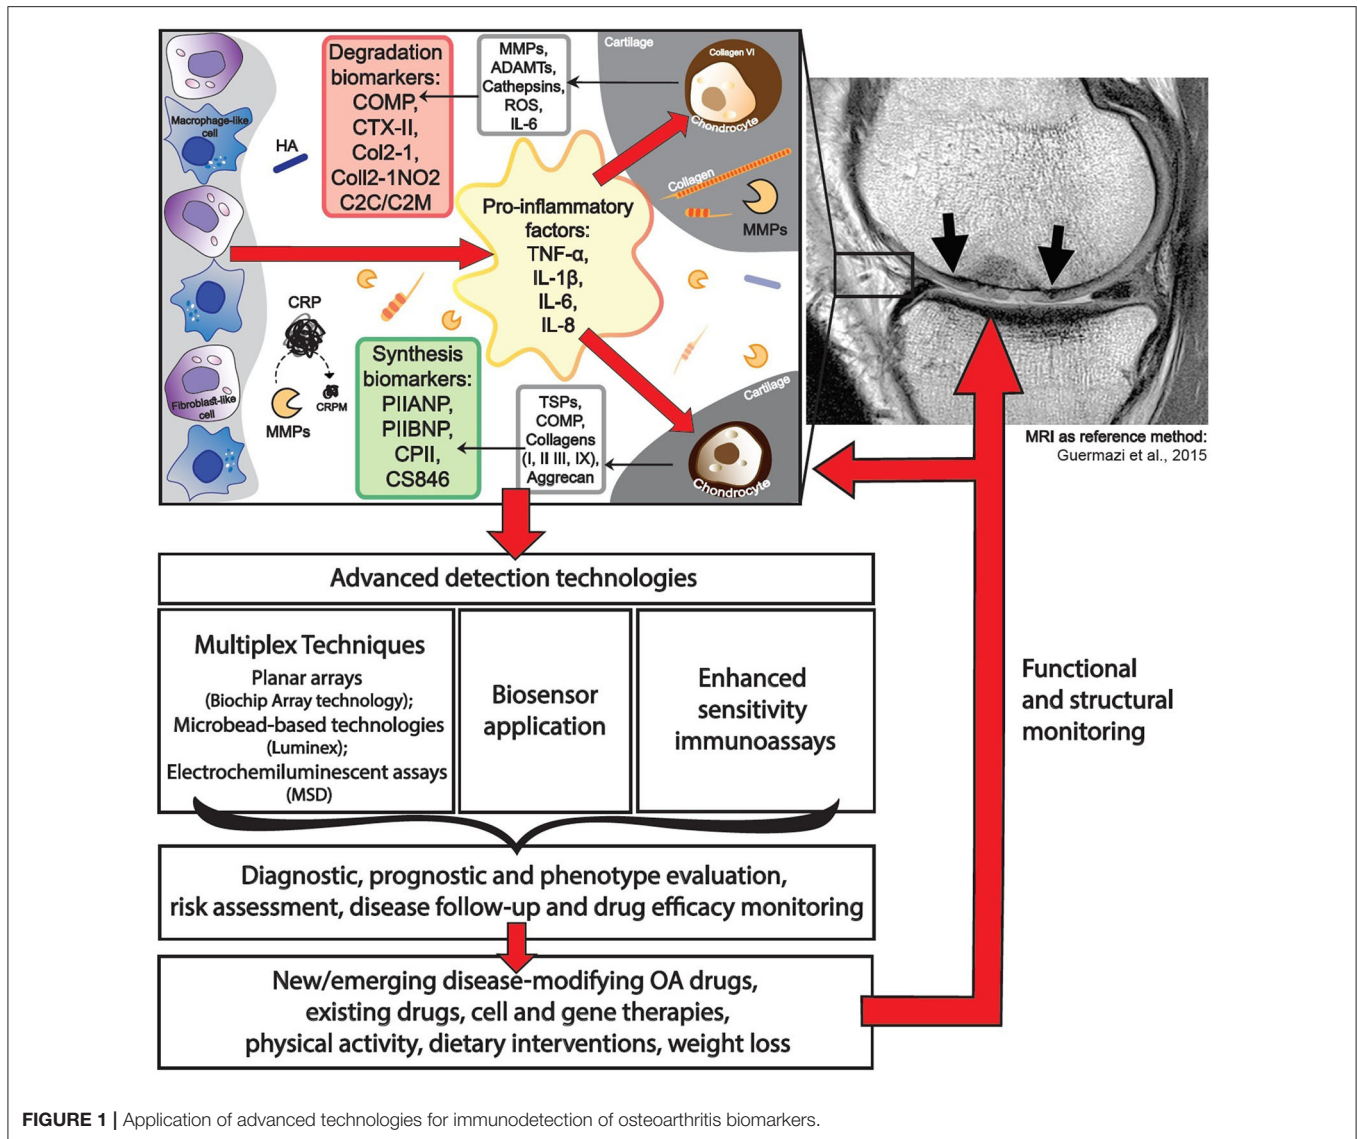 Degradation
biomarkers:
COMP,
CTX-II,
Col2-1,
Coll2-1NO2
C2C/C2M
MMPs,
ADAMTs,
Cathepsins,
ROS,
IL-6
Cartilage
Collagen VI
Chondrocyte
Macrophage-like
cell
HA
Collagen
MMPs
Pro-inflammatory
factors:
TNF-α,
IL-1β,
IL-6,
IL-8
CRP
CRPM
MMPs
Fibroblast-like
cell
Synthesis
biomarkers:
PIIANP,
PIIBNP,
CPII,
CS846
TSPs,
COMP,
Collagens
(I, II III, IX),
Aggrecan
Cartilage
Chondrocyte
MRI as reference method:
Guermazi et al., 2015
Advanced detection technologies
Multiplex Techniques
Planar arrays
(Biochip Array technology);
Microbead-based technologies
(Luminex);
Electrochemiluminescent assays
(MSD)
Biosensor
application
Enhanced
sensitivity
immunoassays
Functional
and structural
monitoring
Diagnostic, prognostic and phenotype evaluation,
risk assessment, disease follow-up and drug efficacy monitoring
New/emerging disease-modifying OA drugs,
existing drugs, cell and gene therapies,
physical activity, dietary interventions, weight loss
FIGURE 1 | Application of advanced technologies for immunodetection of osteoarthritis biomarkers.